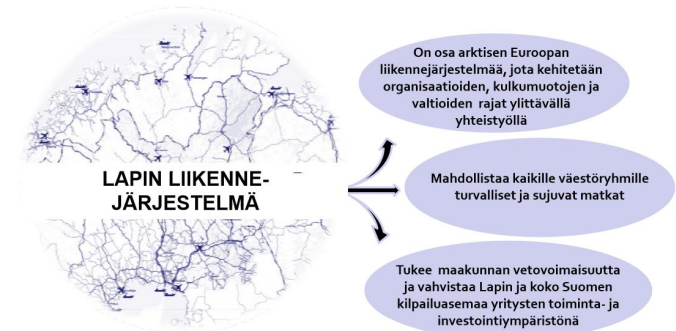 LAPIN LIIKENNE-
JÄRJESTELMÄ
On osa arktisen Euroopan
liikennejärjestelmää, jota kehitetään
organisaatioiden, kulkumuotojen ja
valtioiden rajat ylittävällä
yhteistyöllä
Mahdollistaa kaikille väestöryhmille
turvalliset ja sujuvat matkat
Tukee maakunnan vetovoimaisuutta
ja vahvistaa Lapin ja koko Suomen
kilpailuasemaa yritysten toiminta- ja
investointiympäristönä